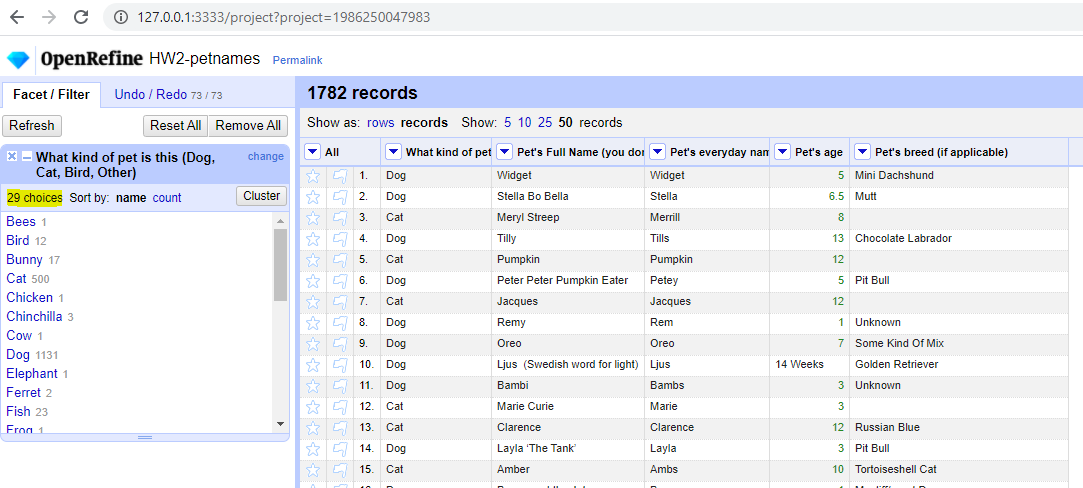 127.0.0.1:3333/project?project=1986250047983
OpenRefine HW2-petnames Permalink
Facet / Filter Undo / Redo 73 / 73
Refresh Reset All Remove All
What kind of pet is this (Dog, Cat, Bird, Other) change
29 choices Sort by: name count Cluster
Bees 1
Bird 12
Bunny 17
Cat 500
Chicken 1
Chinchilla 3
Cow 1
Dog 1131
Elephant 1
Ferret 2
Fish 23
Frog 1
1782 records
Show as: rows records Show: 5 10 25 50 records
All What kind of pet Pet's Full Name (you don Pet's everyday nam Pet's age Pet's breed (if applicable)
1. Dog Widget Widget 5 Mini Dachshund
2. Dog Stella Bo Bella Stella 6.5 Mutt
3. Cat Meryl Streep Merrill 8
4. Dog Tilly Tills 13 Chocolate Labrador
5. Cat Pumpkin Pumpkin 12
6. Dog Peter Peter Pumpkin Eater Petey 5 Pit Bull
7. Cat Jacques Jacques 12
8. Dog Remy Rem 1 Unknown
9. Dog Oreo Oreo 7 Some Kind Of Mix
10. Dog Ljus (Swedish word for light) Ljus 14 Weeks Golden Retriever
11. Dog Bambi Bambs 3 Unknown
12. Cat Marie Curie Marie 3
13. Cat Clarence Clarence 12 Russian Blue
14. Dog Layla ‘The Tank’ Layla 3 Pit Bull
15. Cat Amber Ambs 10 Tortoiseshell Cat